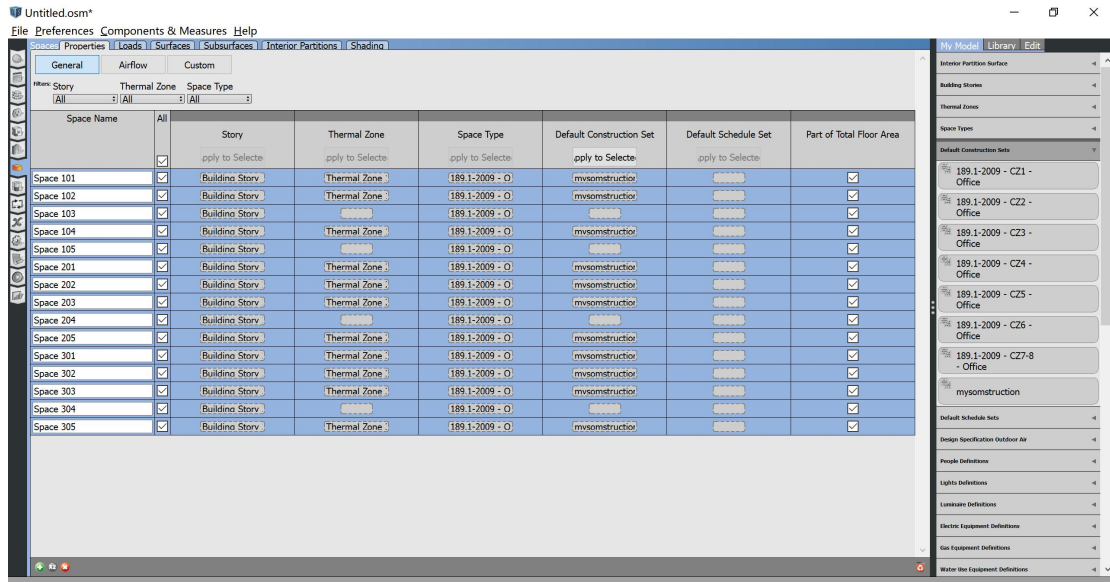 Untitled.osm*
File Preferences Components & Measures Help
Spaces Properties Loads Surfaces Subsurfaces Interior Partitions Shading
My Model Library Edit
General Airflow Custom
Filters: Story Thermal Zone Space Type
All All All
Space Name All Story Thermal Zone Space Type Default Construction Set Default Schedule Set Part of Total Floor Area
pply to Selecte pply to Selecte pply to Selecte pply to Selecte pply to Selecte
Space 101 Building Story Thermal Zone 189.1-2009 - O mysomstruction
Space 102 Building Story Thermal Zone 189.1-2009 - O mysomstruction
Space 103 Building Story 189.1-2009 - O
Space 104 Building Story Thermal Zone 189.1-2009 - O mysomstruction
Space 105 Building Story 189.1-2009 - O
Space 201 Building Story Thermal Zone 189.1-2009 - O mysomstruction
Space 202 Building Story Thermal Zone 189.1-2009 - O mysomstruction
Space 203 Building Story Thermal Zone 189.1-2009 - O mysomstruction
Space 204 Building Story 189.1-2009 - O
Space 205 Building Story Thermal Zone 189.1-2009 - O mysomstruction
Space 301 Building Story Thermal Zone 189.1-2009 - O mysomstruction
Space 302 Building Story Thermal Zone 189.1-2009 - O mysomstruction
Space 303 Building Story Thermal Zone 189.1-2009 - O mysomstruction
Space 304 Building Story 189.1-2009 - O
Space 305 Building Story Thermal Zone 189.1-2009 - O mysomstruction
Interior Partition Surface
Building Stories
Thermal Zones
Space Types
Default Construction Sets
189.1-2009 - CZ1 -
Office
189.1-2009 - CZ2 -
Office
189.1-2009 - CZ3 -
Office
189.1-2009 - CZ4 -
Office
189.1-2009 - CZ5 -
Office
189.1-2009 - CZ6 -
Office
189.1-2009 - CZ7-8
- Office
mysomstruction
Default Schedule Sets
Design Specification Outdoor Air
People Definitions
Lights Definitions
Luminaire Definitions
Electric Equipment Definitions
Gas Equipment Definitions
Water Use Equipment Definitions